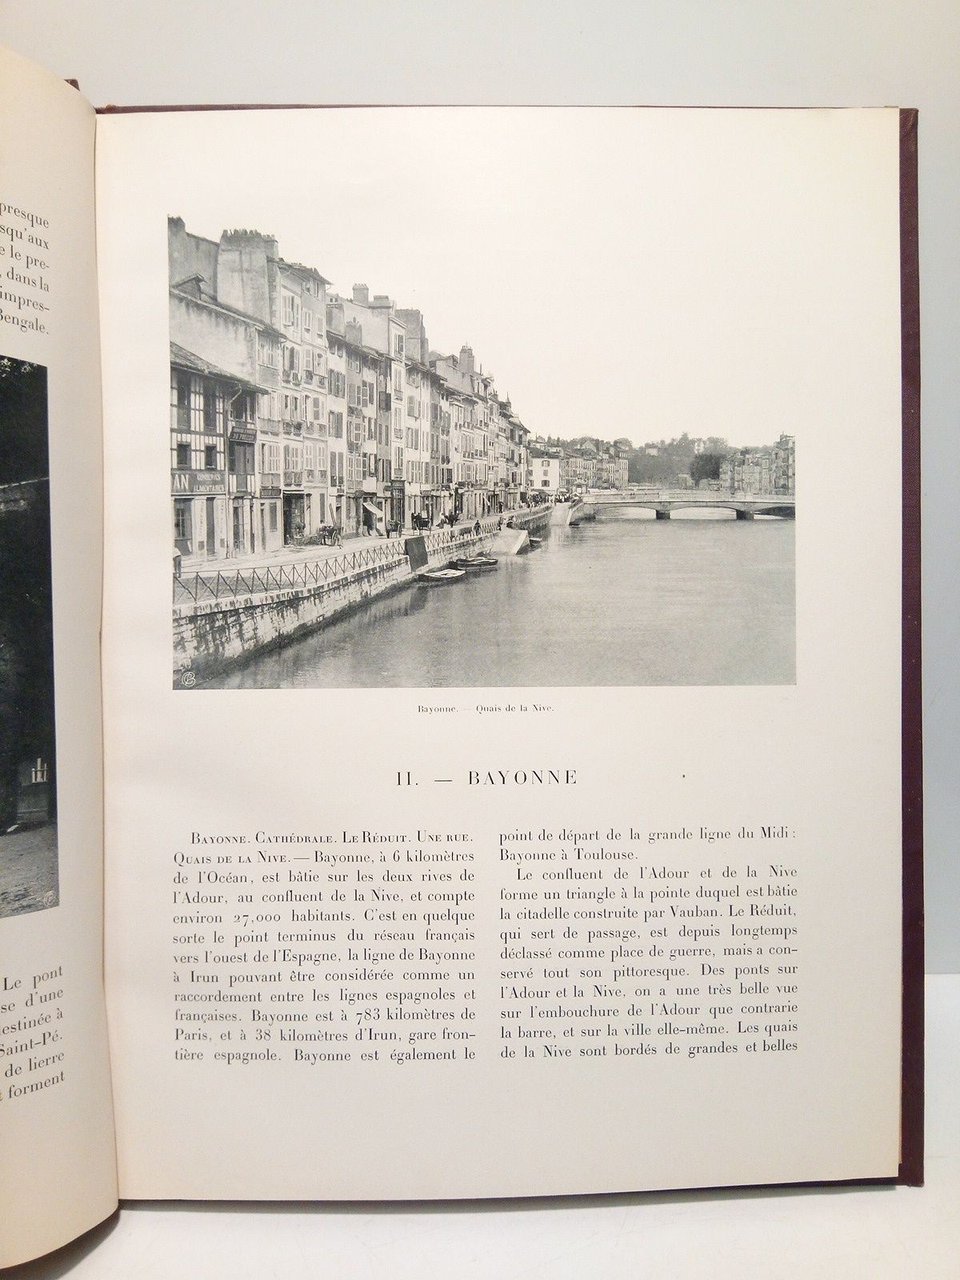 presque
squ'aux
e le pre-
, dans la
impres-
Bengale.
Le pont
se d'une
destinée à
Saint-Pé.
de lierre
t forment
CONSERVES
ALIMENTAIRES
Bayonne. — Quais de la Nive.
II. — BAYONNE
Bayonne. Cathédrale. Le Réduit. Une rue.
Quais de la Nive. — Bayonne, à 6 kilomètres
de l'Océan, est bâtie sur les deux rives de
l'Adour, au confluent de la Nive, et compte
environ 27,000 habitants. C'est en quelque
sorte le point terminus du réseau français
vers l'ouest de l'Espagne, la ligne de Bayonne
à Irun pouvant être considérée comme un
raccordement entre les lignes espagnoles et
françaises. Bayonne est à 783 kilomètres de
Paris, et à 38 kilomètres d'Irun, gare fron-
tière espagnole. Bayonne est également le
point de départ de la grande ligne du Midi :
Bayonne à Toulouse.
Le confluent de l'Adour et de la Nive
forme un triangle à la pointe duquel est bâtie
la citadelle construite par Vauban. Le Réduit,
qui sert de passage, est depuis longtemps
déclassé comme place de guerre, mais a con-
servé tout son pittoresque. Des ponts sur
l'Adour et la Nive, on a une très belle vue
sur l'embouchure de l'Adour que contrarie
la barre, et sur la ville elle-même. Les quais
de la Nive sont bordés de grandes et belles